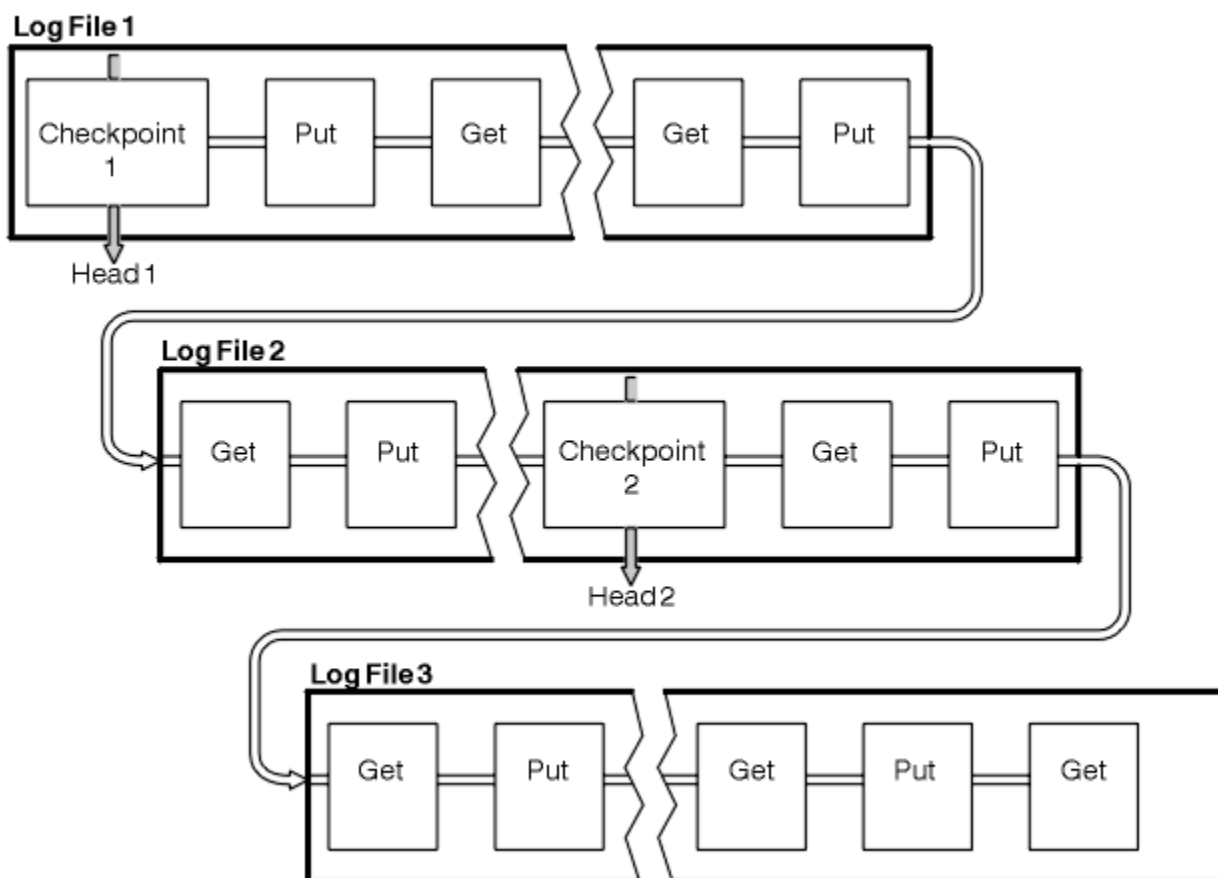 Log File 1
Checkpoint
1
Put
Get
Get
Put
Head 1
Log File 2
Get
Put
Checkpoint
2
Get
Put
Head 2
Log File 3
Get
Put
Get
Put
Get